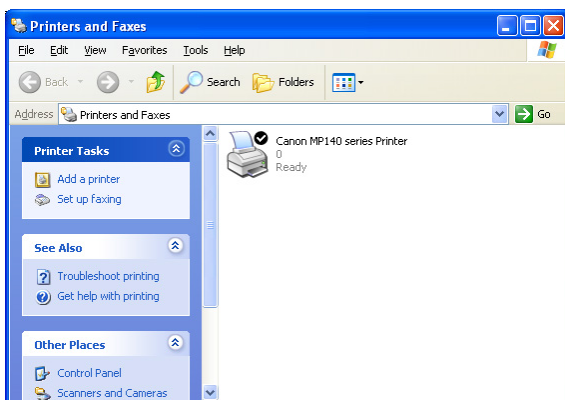 Printers and Faxes
File Edit View Favorites Tools Help
Back Search Folders
Address Printers and Faxes Go
Printer Tasks
Add a printer
Set up faxing
See Also
Troubleshoot printing
Get help with printing
Other Places
Control Panel
Scanners and Cameras
Canon MP140 series Printer
0
Ready